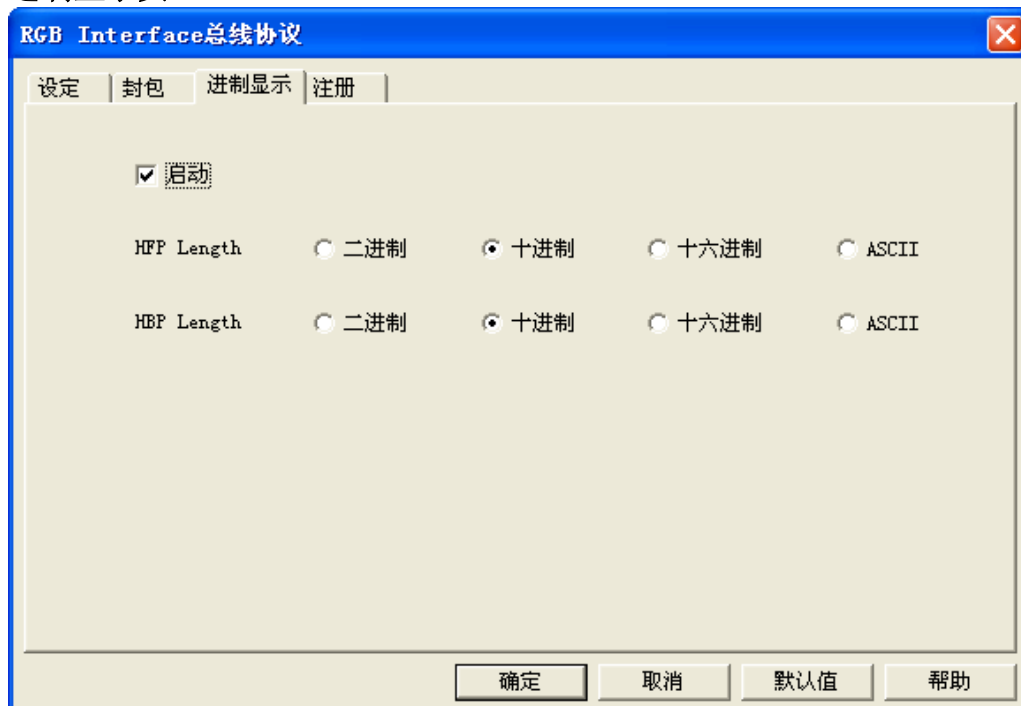 RGB Interface总线协议
设定 封包 进制显示 注册
启动
HFP Length 二进制 十进制 十六进制 ASCII
HBP Length 二进制 十进制 十六进制 ASCII
确定 取消 默认值 帮助